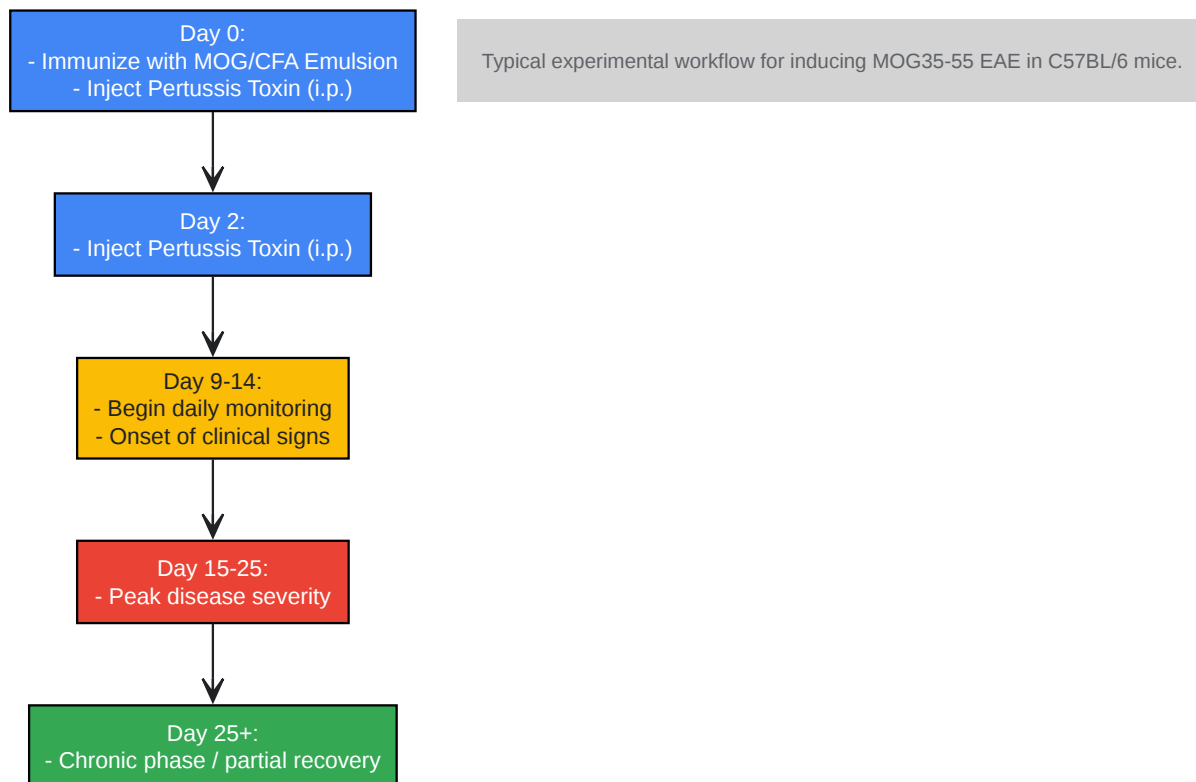 Day 0:
- Immunize with MOG/CFA Emulsion
- Inject Pertussis Toxin (i.p.)
Typical experimental workflow for inducing MOG35-55 EAE in C57BL/6 mice.
Day 2:
- Inject Pertussis Toxin (i.p.)
Day 9-14:
- Begin daily monitoring
- Onset of clinical signs
Day 15-25:
- Peak disease severity
Day 25+:
- Chronic phase / partial recovery